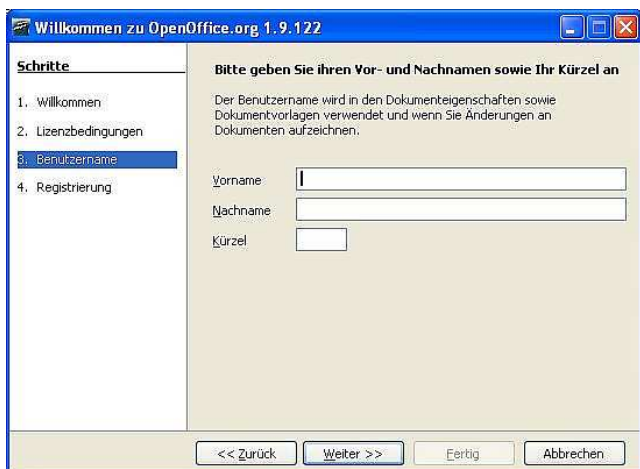 Willkommen zu OpenOffice.org 1.9.122
Schritte
1. Willkommen
2. Lizenzbedingungen
3. Benutzername
4. Registrierung
Bitte geben Sie ihren Vor- und Nachnamen sowie Ihr Kürzel an
Der Benutzername wird in den Dokumenteigenschaften sowie
Dokumentvorlagen verwendet und wenn Sie Änderungen an
Dokumenten aufzeichnen.
Vorname
Nachname
Kürzel
<< Zurück
Weiter >>
Fertig
Abbrechen